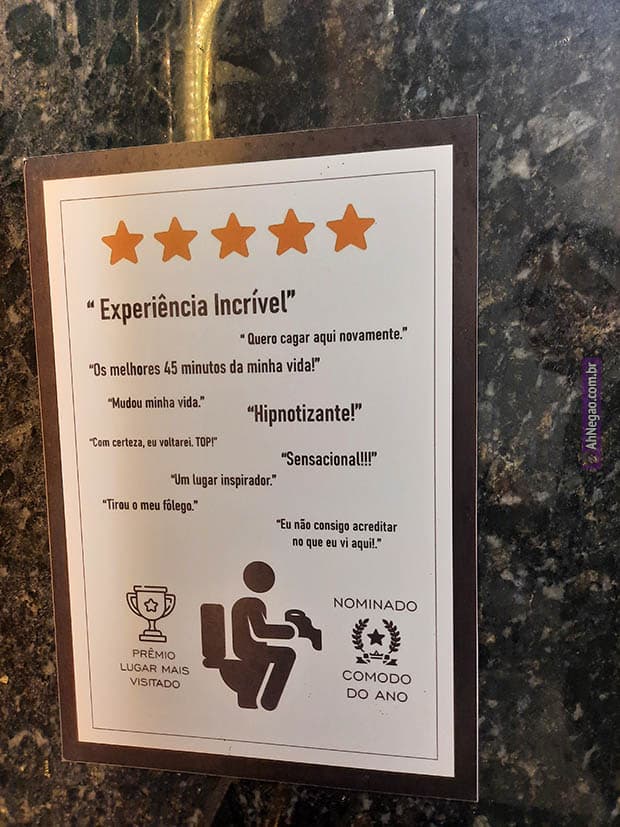 “Experiência Incrível”
“Quero cagar aqui novamente.”
“Os melhores 45 minutos da minha vida!”
“Mudou minha vida.”
“Hipnotizante!”
“Com certeza, eu voltarei. TOP!”
“Sensacional!!!”
“Um lugar inspirador.”
“Tirou o meu fôlego.”
“Eu não consigo acreditar
no que eu vi aqui!.”
PRÊMIO
LUGAR MAIS
VISITADO
NOMINADO
COMODO
DO ANO
AhNegao.com.br